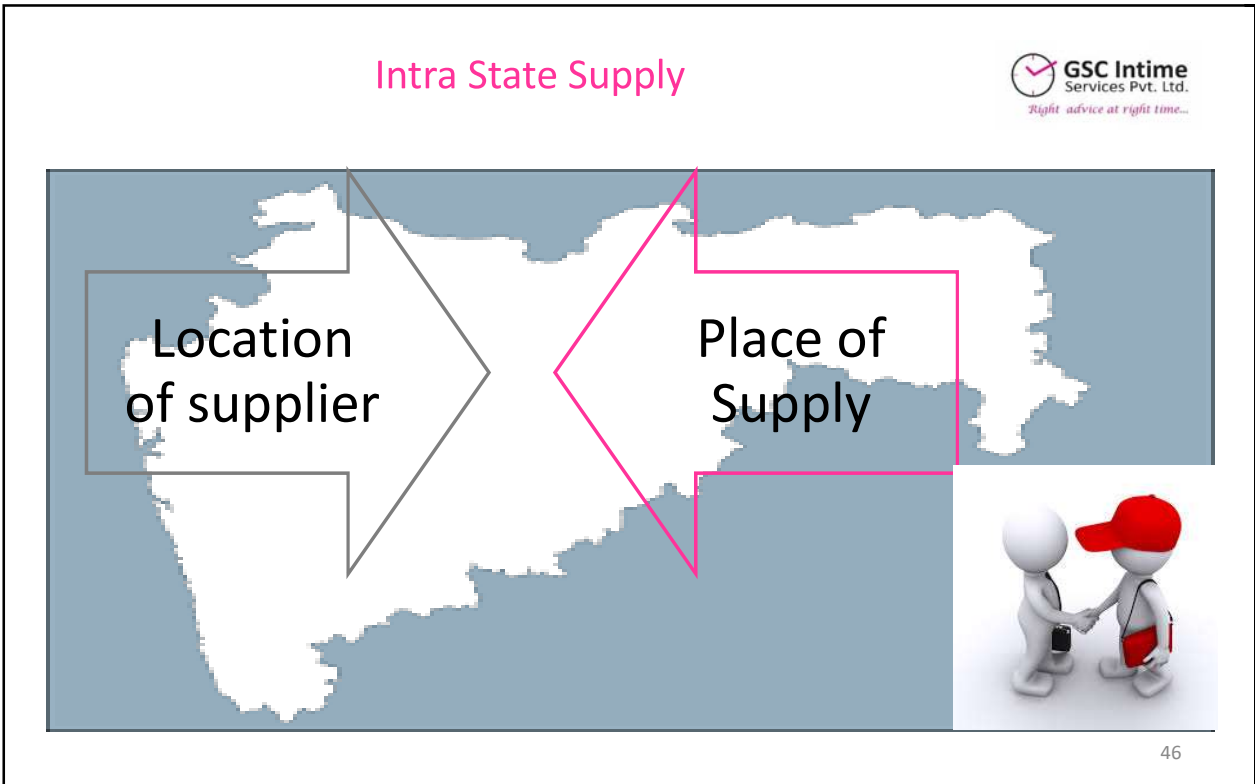 Intra State Supply
GSC Intime
Services Pvt. Ltd.
Right advice at right time...
Location
of supplier
Place of
Supply
46